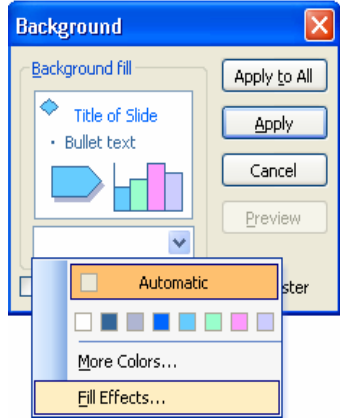 Background
Background fill
Title of Slide
• Bullet text
Apply to All
Apply
Cancel
Preview
Automatic
ster
More Colors...
Fill Effects...